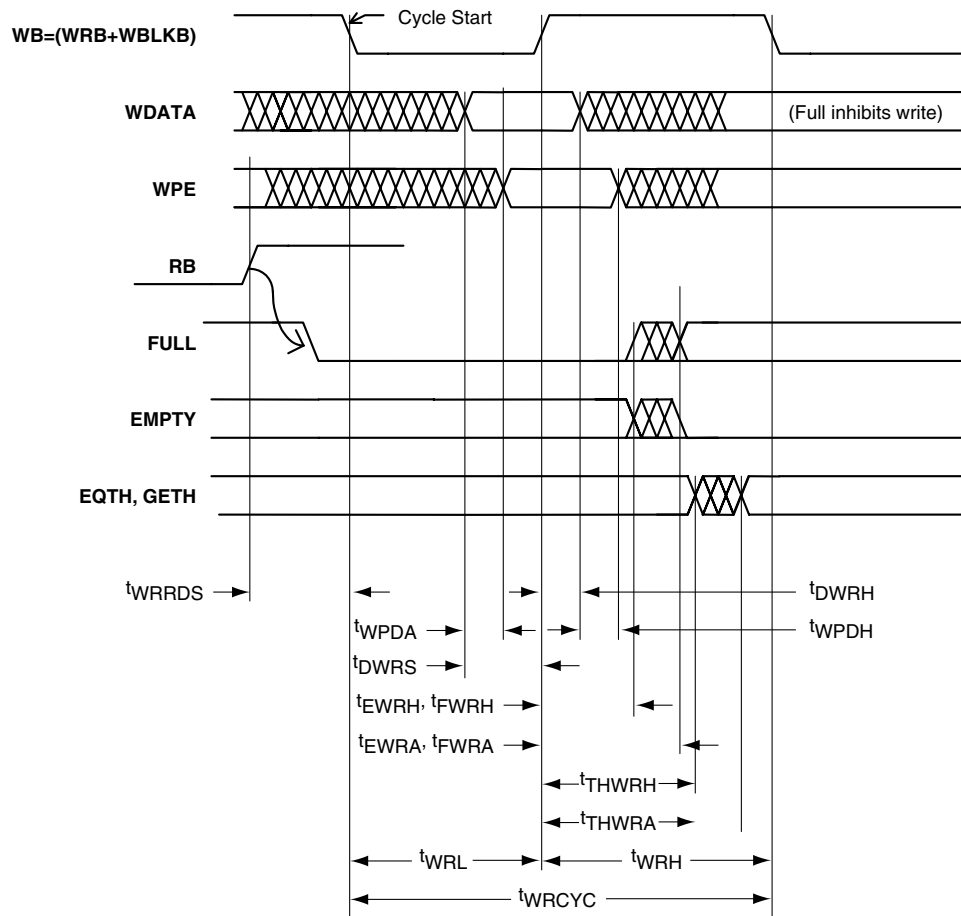 Cycle Start
WB=(WRB+WBLKB)
WDATA
(Full inhibits write)
WPE
RB
FULL
EMPTY
EQTH, GETH
tWRRDS
tDWRH
tWPDA
tWPDH
tDWRS
tEWRH, tFWRH
tEWRA, tFWRA
tTHWRH
tTHWRA
tWRL
tWRH
tWRCYC